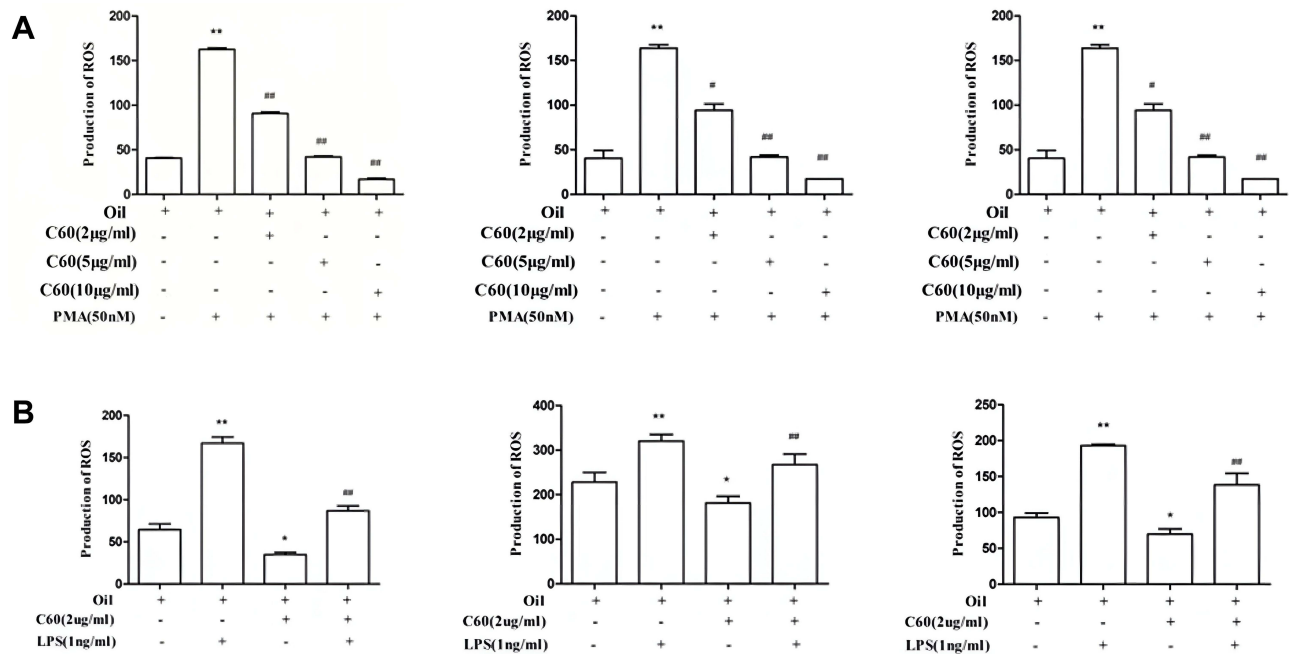 A
Production of ROS
200
150
100
50
0
**
##
##
##
Oil + + + + +
C60(2μg/ml) - - + - -
C60(5μg/ml) - - - + -
C60(10μg/ml) - - - - +
PMA(50nM) - + + + +
Production of ROS
200
150
100
50
0
**
#
##
##
Oil + + + + +
C60(2μg/ml) - - + - -
C60(5μg/ml) - - - + -
C60(10μg/ml) - - - - +
PMA(50nM) - + + + +
Production of ROS
200
150
100
50
0
**
#
##
##
Oil + + + + +
C60(2μg/ml) - - + - -
C60(5μg/ml) - - - + -
C60(10μg/ml) - - - - +
PMA(50nM) - + + + +
B
Production of ROS
200
150
100
50
0
**
*
##
Oil + + + +
C60(2ug/ml) - - + +
LPS(1ng/ml) - + - +
Production of ROS
400
300
200
100
0
**
*
##
Oil + + + +
C60(2ug/ml) - - + +
LPS(1ng/ml) - + - +
Production of ROS
250
200
150
100
50
0
**
*
##
Oil + + + +
C60(2ug/ml) - - + +
LPS(1ng/ml) - + - +